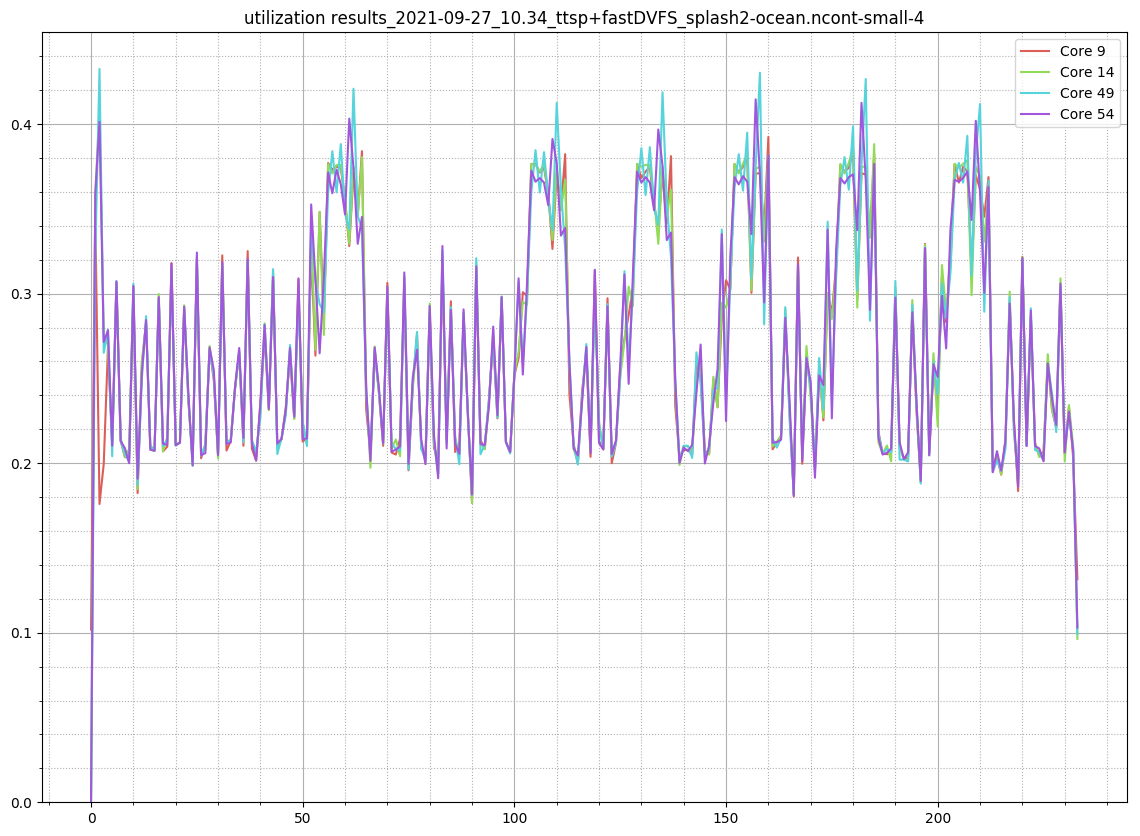 utilization results_2021-09-27_10.34_ttsp+fastDVFS_splash2-ocean.ncont-small-4
Core 9
Core 14
Core 49
Core 54
0.4
0.3
0.2
0.1
0.0
0 50 100 150 200